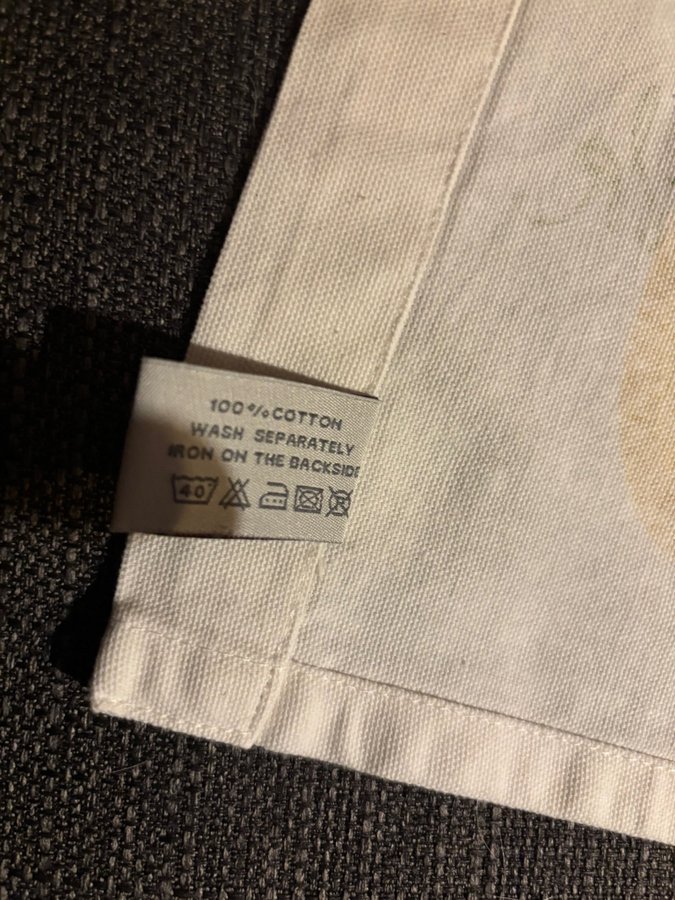 100% COTTON
WASH SEPARATELY
IRON ON THE BACKSIDE
40°